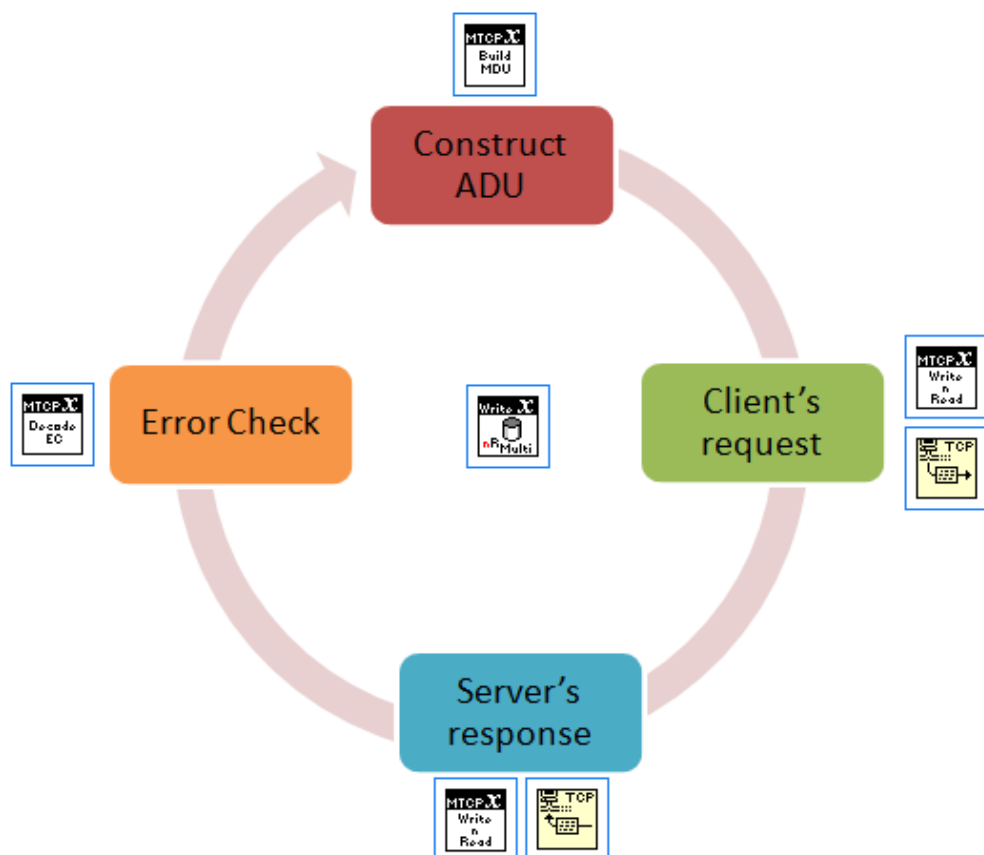 MTCP X
Build
MDU
Construct
ADU
MTCP X
Write
n
Read
Client's
request
TCP
Write X
nR Multi
Error Check
MTCP X
Decode
EC
Server's
response
MTCP X
Write
n
Read
TCP